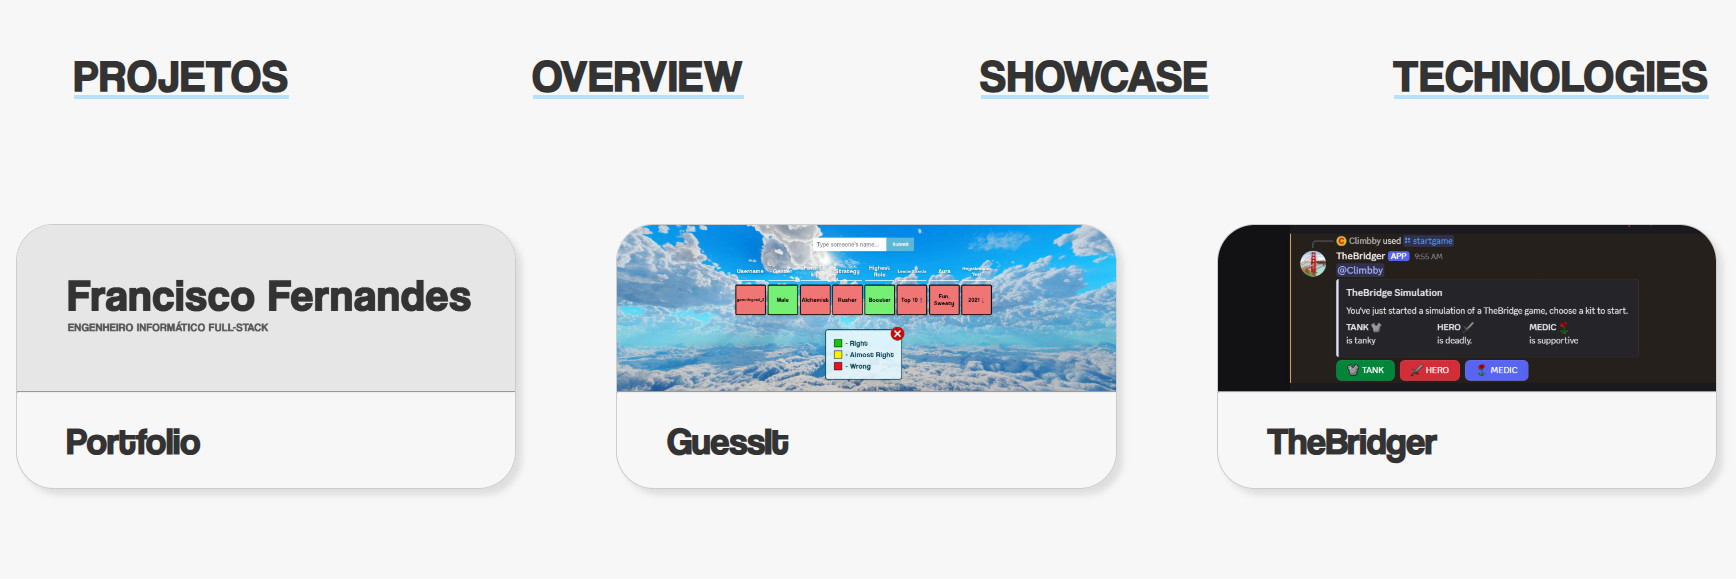 PROJETOS
OVERVIEW
SHOWCASE
TECHNOLOGIES
Francisco Fernandes
ENGENHEIRO INFORMÁTICO FULL-STACK
Portfolio
Type someone's name...
Submit
Username
Gender
Strategy
Highest Role
Aura
Male
Alchemist
Rusher
Booster
Top 10 ↑
Fun, Sweaty
2021 ↓
- Right
- Almost Right
- Wrong
GuessIt
Climbby used startgame
TheBridger APP 9:55 AM
@Climbby
TheBridge Simulation
You've just started a simulation of a TheBridge game, choose a kit to start.
TANK HERO MEDIC
is tanky is deadly. is supportive
TANK HERO MEDIC
TheBridger